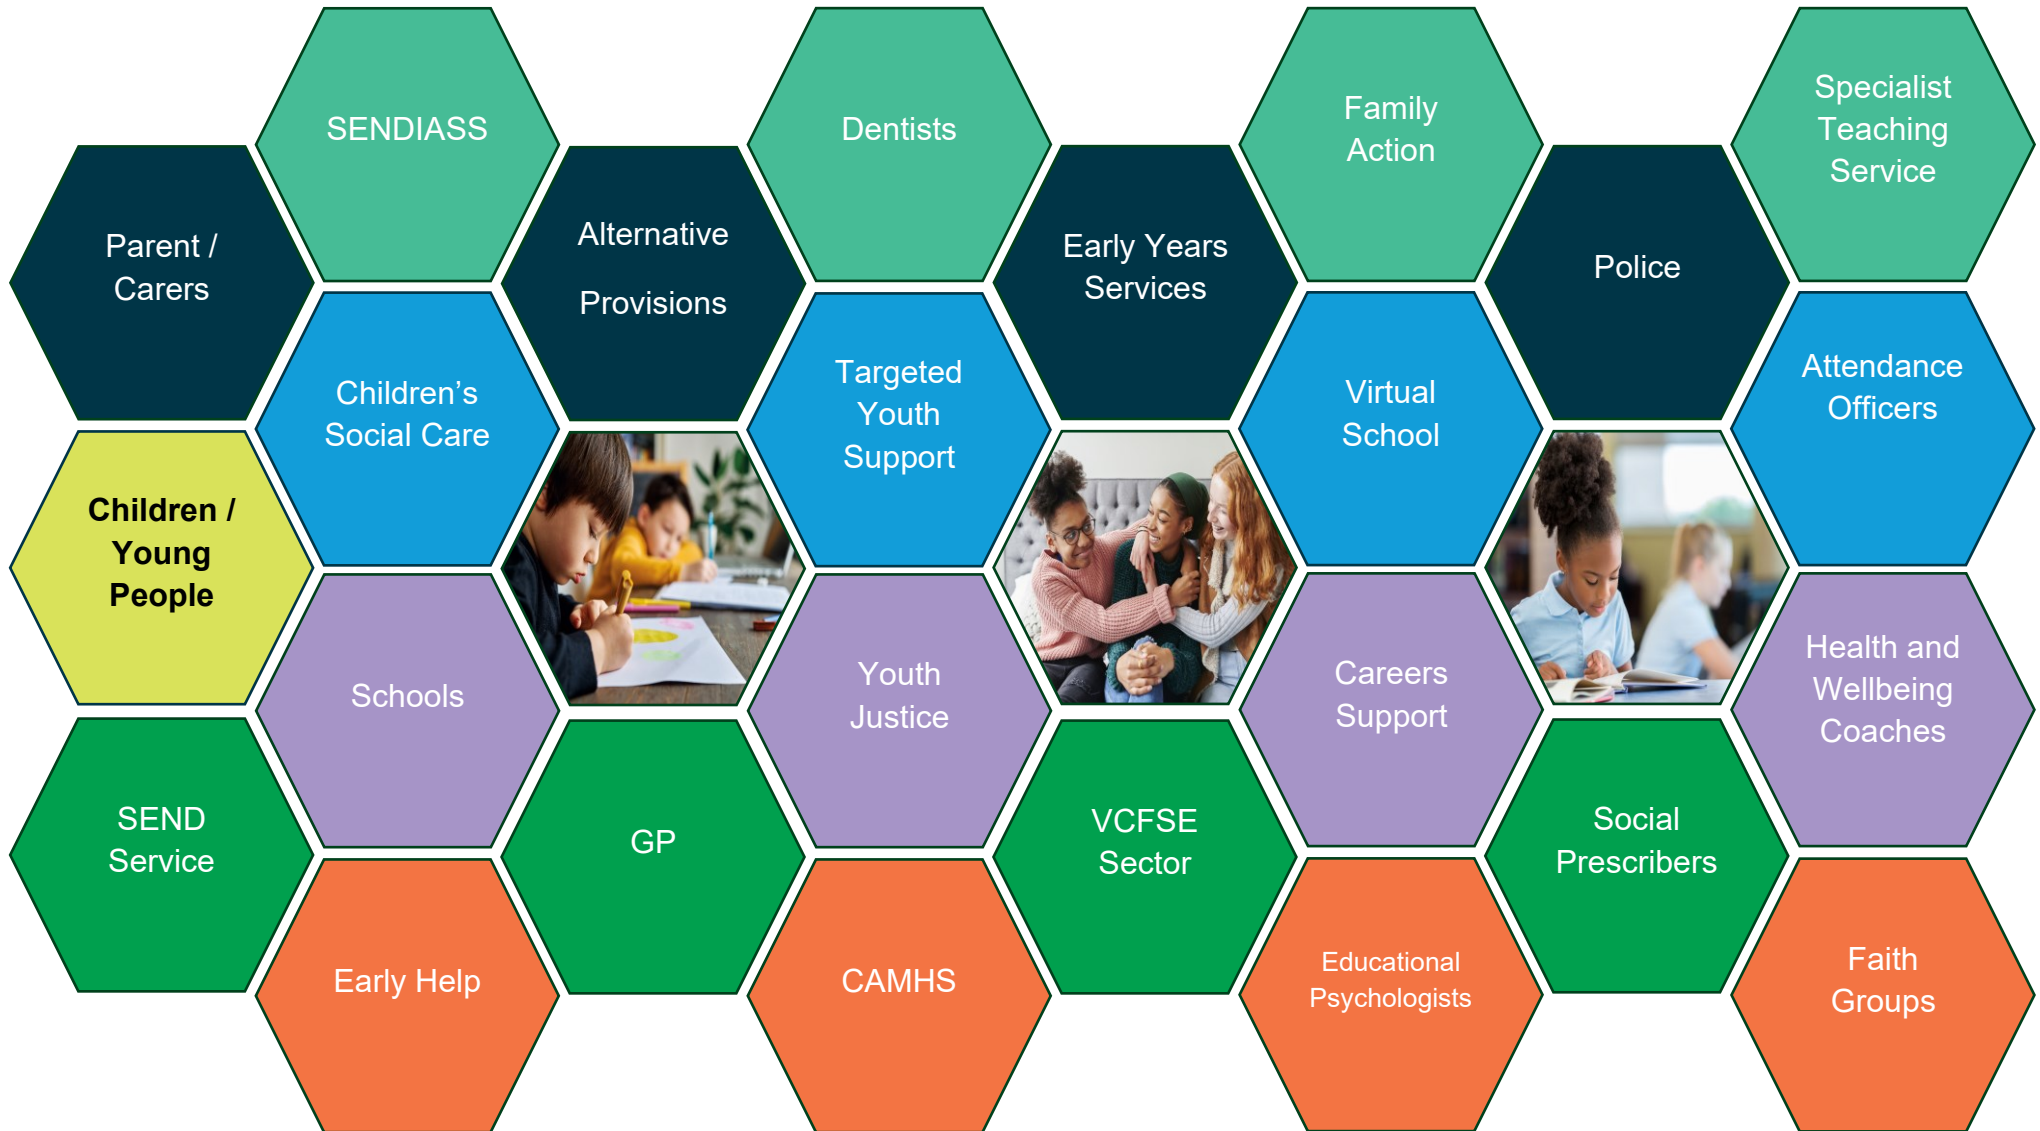 SENDIASS
Dentists
Family
Action
Specialist
Teaching
Service
Parent /
Carers
Alternative
Provisions
Early Years
Services
Police
Children’s
Social Care
Targeted
Youth
Support
Virtual
School
Attendance
Officers
Children /
Young
People
Schools
Youth
Justice
Careers
Support
Health and
Wellbeing
Coaches
SEND
Service
GP
VCFSE
Sector
Social
Prescribers
Early Help
CAMHS
Educational
Psychologists
Faith
Groups